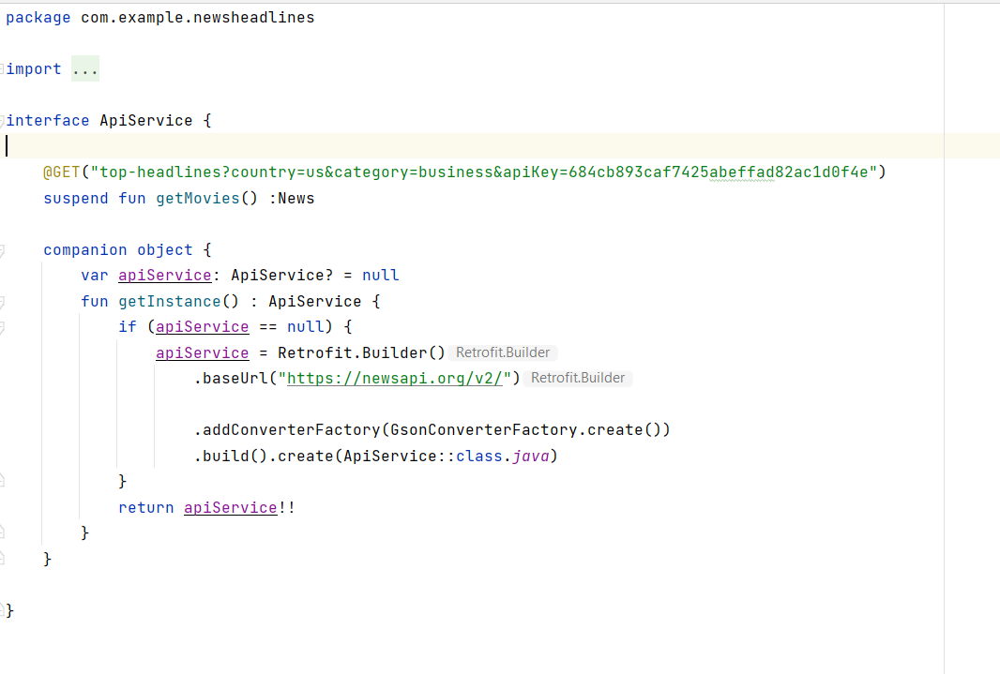 package com.example.newsheadlines
import ...
interface ApiService {
@GET("top-headlines?country=us&category=business&apiKey=684cb893caf7425abeffad82ac1d0f4e")
suspend fun getMovies() :News
companion object {
var apiService: ApiService? = null
fun getInstance() : ApiService {
if (apiService == null) {
apiService = Retrofit.Builder() Retrofit.Builder
.baseUrl("https://newsapi.org/v2/") Retrofit.Builder
.addConverterFactory(GsonConverterFactory.create())
.build().create(ApiService::class.java)
}
return apiService!!
}
}
}